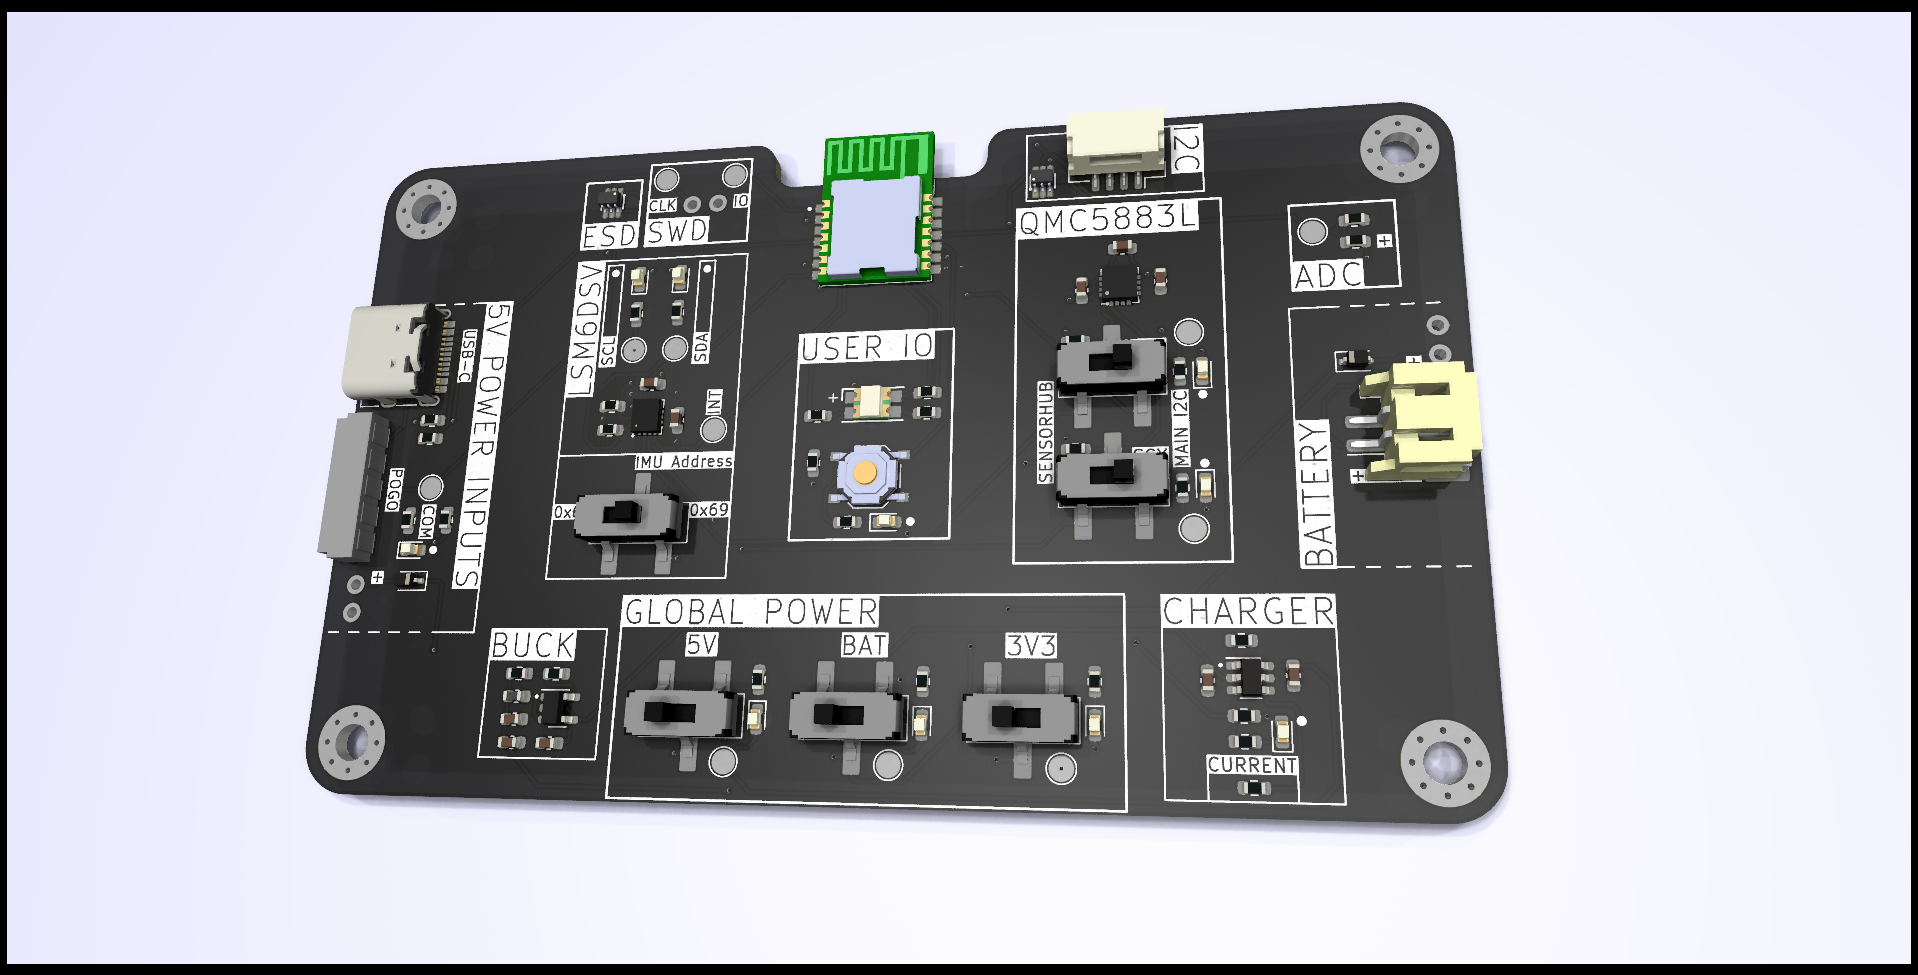 I2C
CLK
IO
ESD
SWD
QMC5883L
ADC
LSM6DSV
SCL
SDA
INT
5V POWER INPUTS
USB-C
POGO
COM
USER IO
+
SENSORHUB
MAIN I2C
+
+
+
BATTERY
IMU Address
0x69
+
GLOBAL POWER
5V
BAT
3V3
BUCK
CHARGER
CURRENT